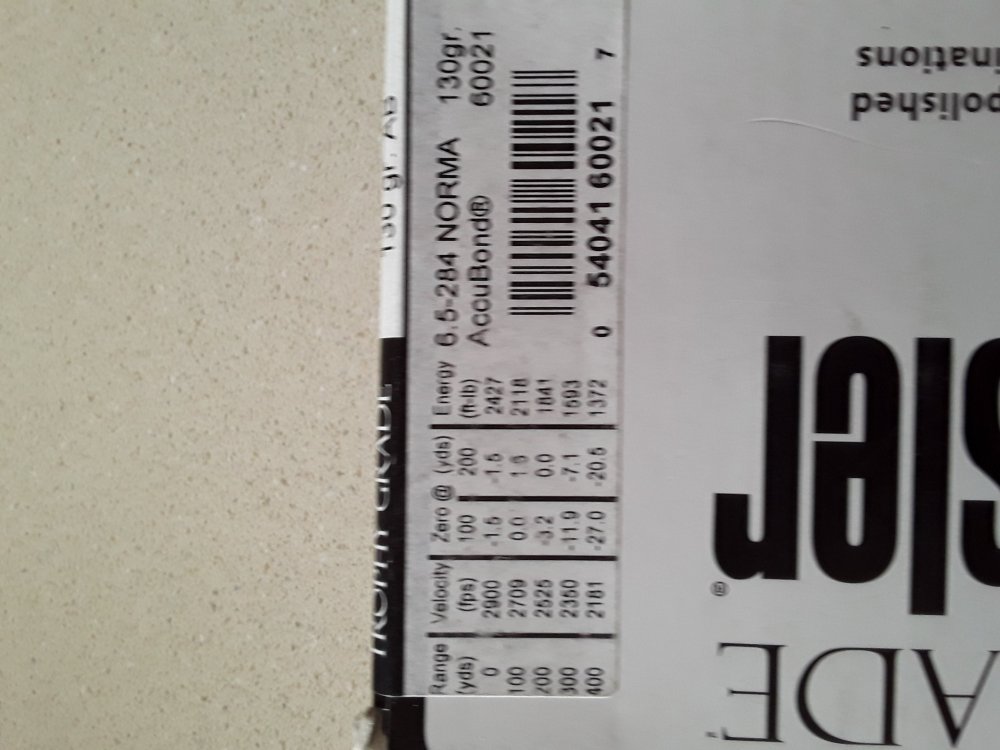 130 gr. AB
TROPHY GRADE
6.5-284 NORMA 130gr.
AccuBond® 60021
0 54041 60021 7
Range Velocity Zero @ (yds) Energy
(yds) (fps) 100 200 (ft-lb)
0 2900 -1.5 -1.5 2427
100 2709 0.0 1.6 2118
200 2525 -3.2 0.0 1841
300 2350 -11.9 -7.1 1593
400 2181 -27.0 -20.5 1372
inations
polished
sler®
ADE